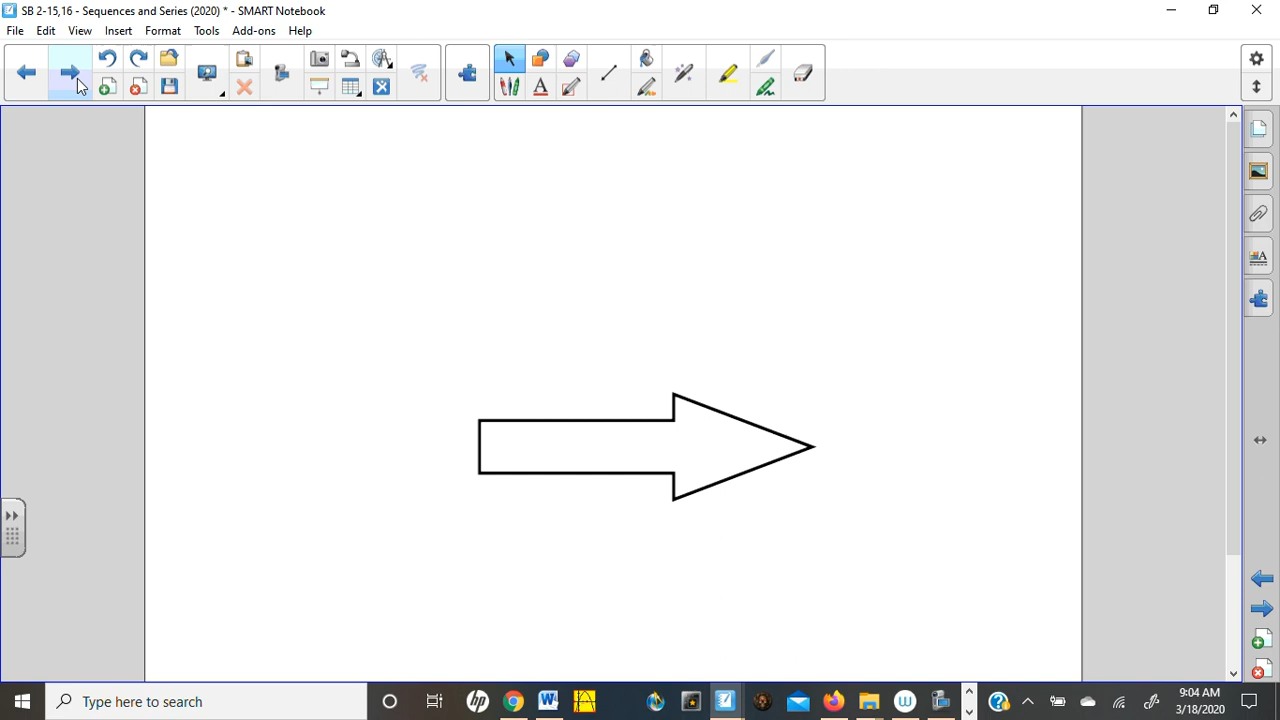 SB 2-15,16 - Sequences and Series (2020) * - SMART Notebook
File Edit View Insert Format Tools Add-ons Help
Type here to search
9:04 AM
3/18/2020